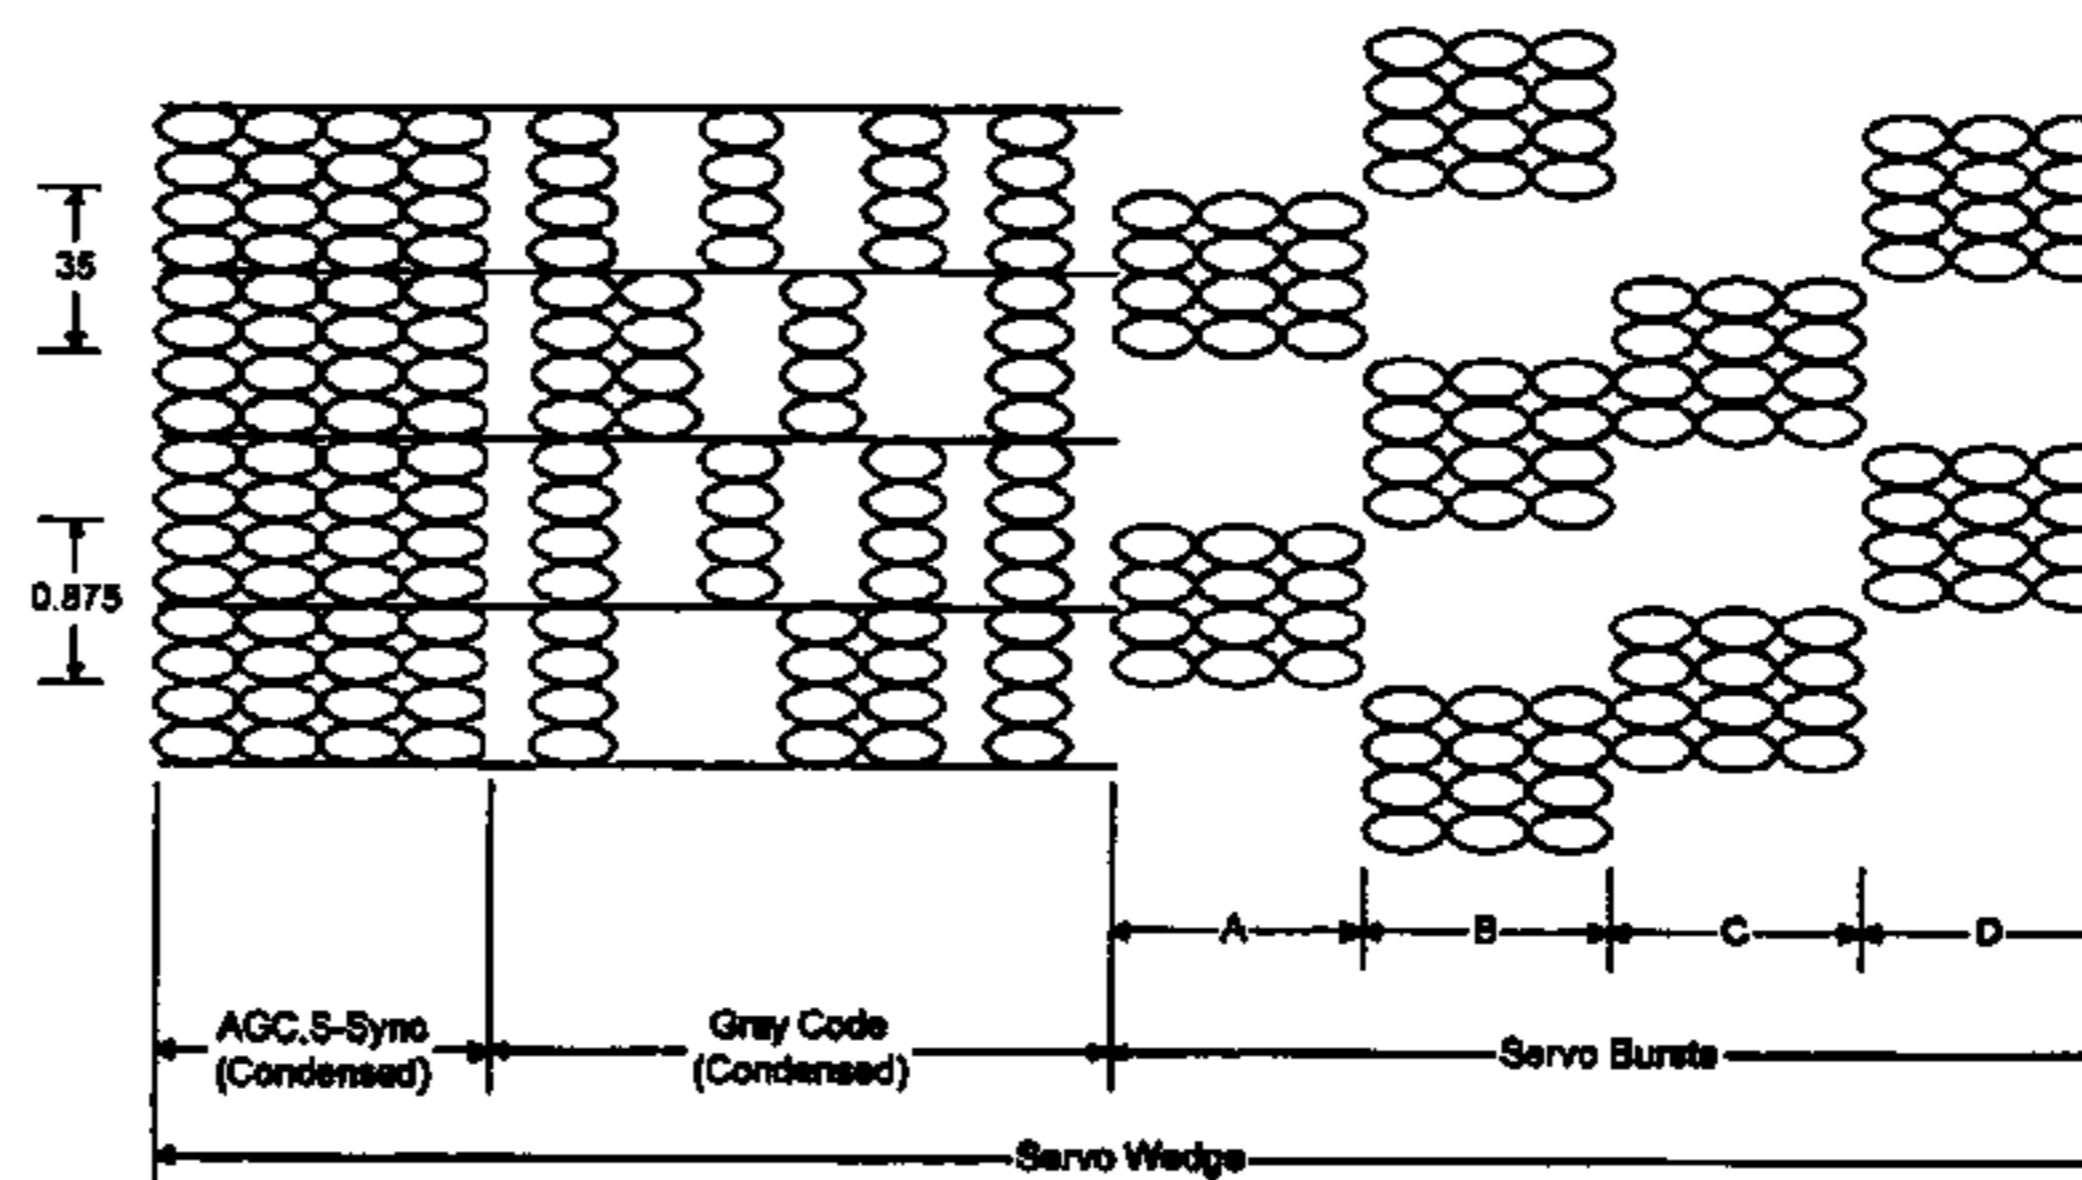 35
0.875
A
B
C
D
AGC,S-Sync
(Condensed)
Gray Code
(Condensed)
Servo Bursts
Servo Wedge